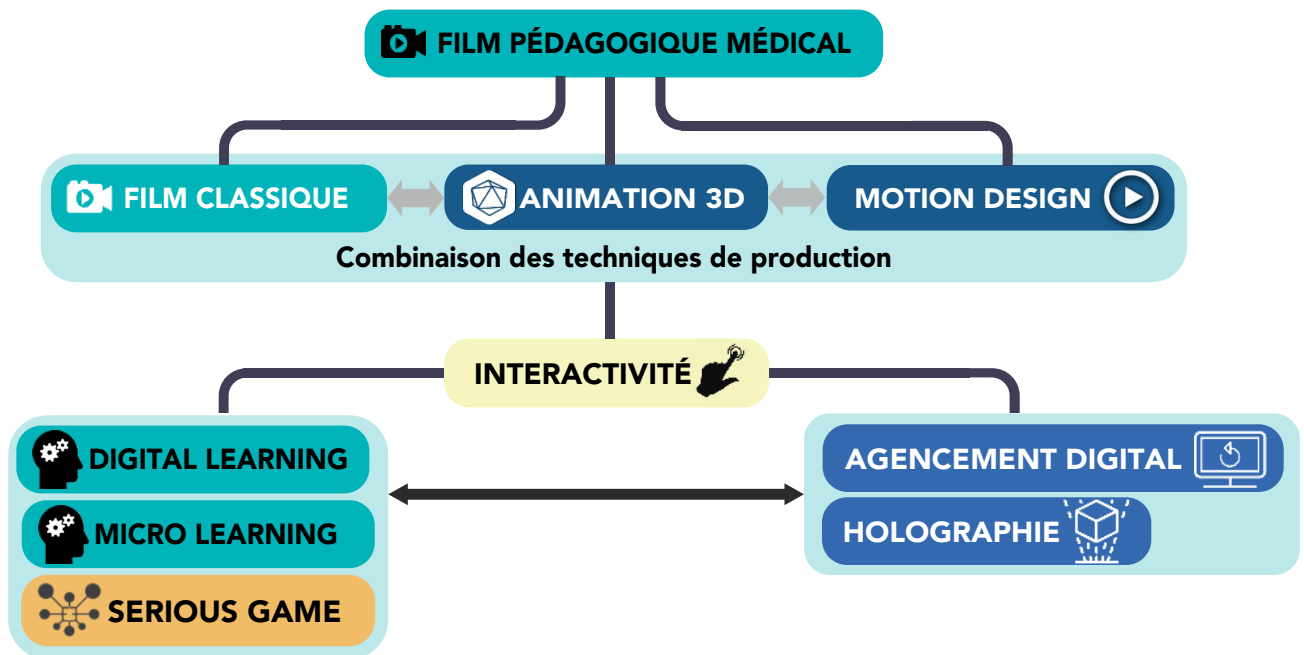 FILM PÉDAGOGIQUE MÉDICAL
FILM CLASSIQUE
ANIMATION 3D
MOTION DESIGN
Combinaison des techniques de production
INTERACTIVITÉ
DIGITAL LEARNING
MICRO LEARNING
SERIOUS GAME
AGENCEMENT DIGITAL
HOLOGRAPHIE